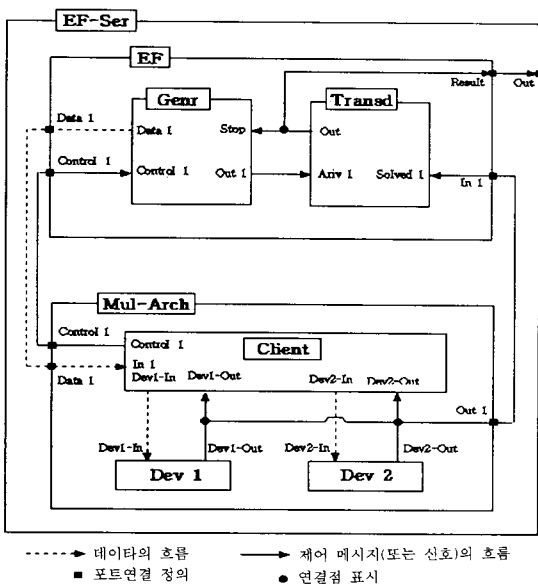 EF-Ser
EF
Result
Out
Genr
Transd
Data 1
Data 1
Stop
Out
Control 1
Control 1
Out 1
Ariv 1
Solved 1
In 1
Mul-Arch
Control 1
Control 1
Client
In 1
Data 1
Dev1-In
Dev1-Out
Dev2-In
Dev2-Out
Out 1
Dev1-In
Dev1-Out
Dev2-In
Dev2-Out
Dev 1
Dev 2
데이타의 흐름
제어 메시지(또는 신호)의 흐름
포트연결 정의
연결점 표시